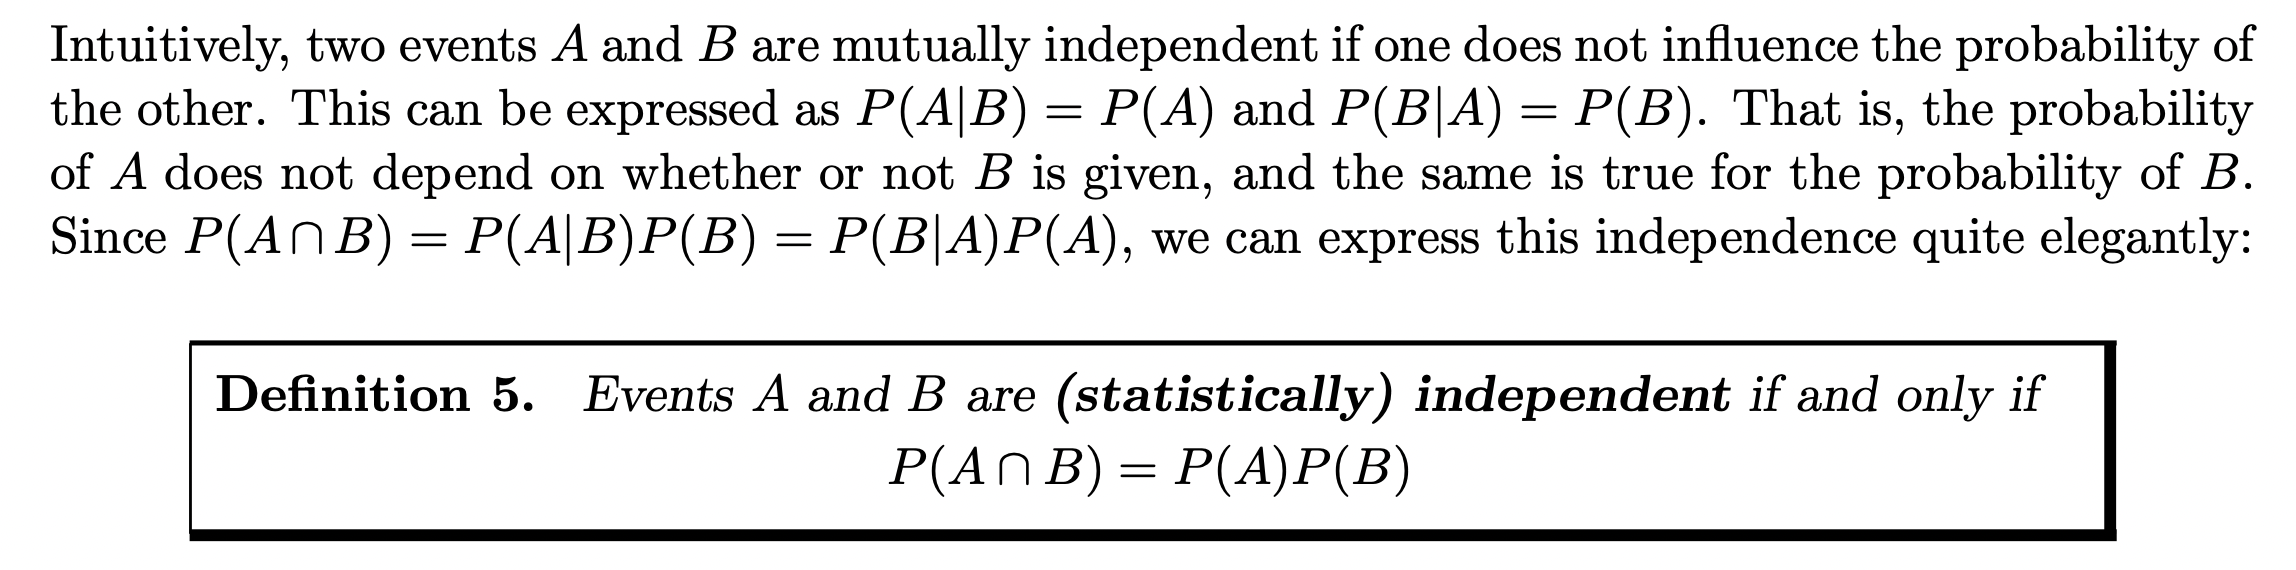 Intuitively, two events A and B are mutually independent if one does not influence the probability of
the other. This can be expressed as P(A|B) = P(A) and P(B|A) = P(B). That is, the probability
of A does not depend on whether or not B is given, and the same is true for the probability of B.
Since P(A ∩ B) = P(A|B)P(B) = P(B|A)P(A), we can express this independence quite elegantly:
Definition 5. Events A and B are (statistically) independent if and only if
P(A ∩ B) = P(A)P(B)